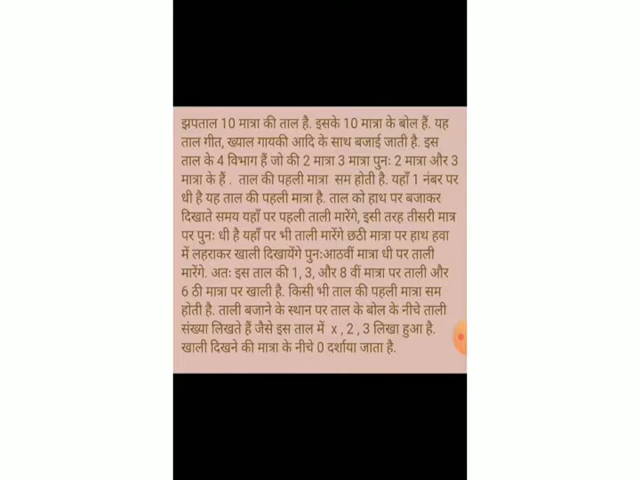 झपताल 10 मात्रा की ताल है. इसके 10 मात्रा के बोल हैं. यह
ताल गीत, ख्याल गायकी आदि के साथ बजाई जाती है. इस
ताल के 4 विभाग हैं जो की 2 मात्रा 3 मात्रा पुनः 2 मात्रा और 3
मात्रा के हैं . ताल की पहली मात्रा सम होती है. यहाँ 1 नंबर पर
धी है यह ताल की पहली मात्रा है. ताल को हाथ पर बजाकर
दिखाते समय यहाँ पर पहली ताली मारेंगे, इसी तरह तीसरी मात्र
पर पुनः धी है यहाँ पर भी ताली मारेंगे छठी मात्रा पर हाथ हवा
में लहराकर खाली दिखायेंगे पुनःआठवीं मात्रा धी पर ताली
मारेंगे. अतः इस ताल की 1, 3, और 8 वीं मात्रा पर ताली और
6 ठी मात्रा पर खाली है. किसी भी ताल की पहली मात्रा सम
होती है. ताली बजाने के स्थान पर ताल के बोल के नीचे ताली
संख्या लिखते हैं जैसे इस ताल में x , 2 , 3 लिखा हुआ है.
खाली दिखने की मात्रा के नीचे 0 दर्शाया जाता है.